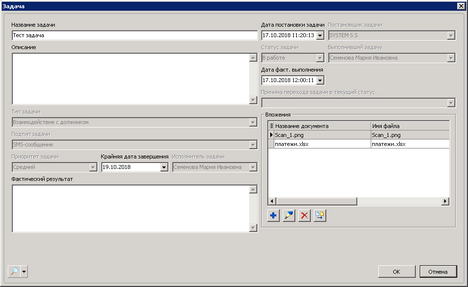 Задача
Название задачи
Тест задача
Дата постановки задачи
17.10.2018 11:20:13
Постановщик задачи
SYSTEM S S
Описание
Статус задачи
В работе
Выполняющий задачу
Семенова Мария Ивановна
Дата факт. выполнения
17.10.2018 12:00:11
Причина перехода задачи в текущий статус
Тип задачи
Взаимодействие с должником
Подтип задачи
SMS-сообщение
Приоритет задачи
Средний
Крайняя дата завершения
19.10.2018
Исполнитель задачи
Семенова Мария Ивановна
Фактический результат
Вложения
Название документа Имя файла
Scan_1.png Scan_1.png
платежи.xlsx платежи.xlsx
OK
Отмена